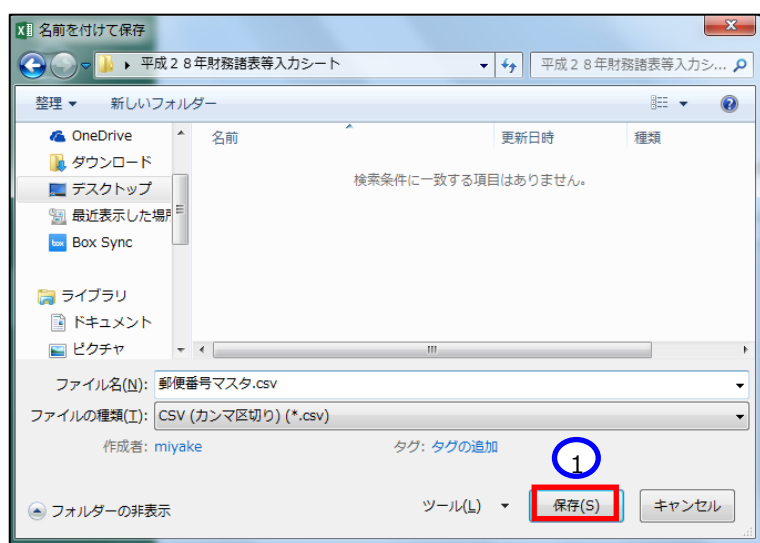 名前を付けて保存
平成２８年財務諸表等入力シート
平成２８年財務諸表等入力シ...
整理 新しいフォルダー
名前 更新日時 種類
OneDrive
ダウンロード
デスクトップ
最近表示した場所
Box Sync
ライブラリ
ドキュメント
ピクチャ
検索条件に一致する項目はありません。
ファイル名(N): 郵便番号マスタ.csv
ファイルの種類(T): CSV (カンマ区切り) (*.csv)
作成者: miyake タグ: タグの追加
1
フォルダーの非表示 ツール(L) 保存(S) キャンセル